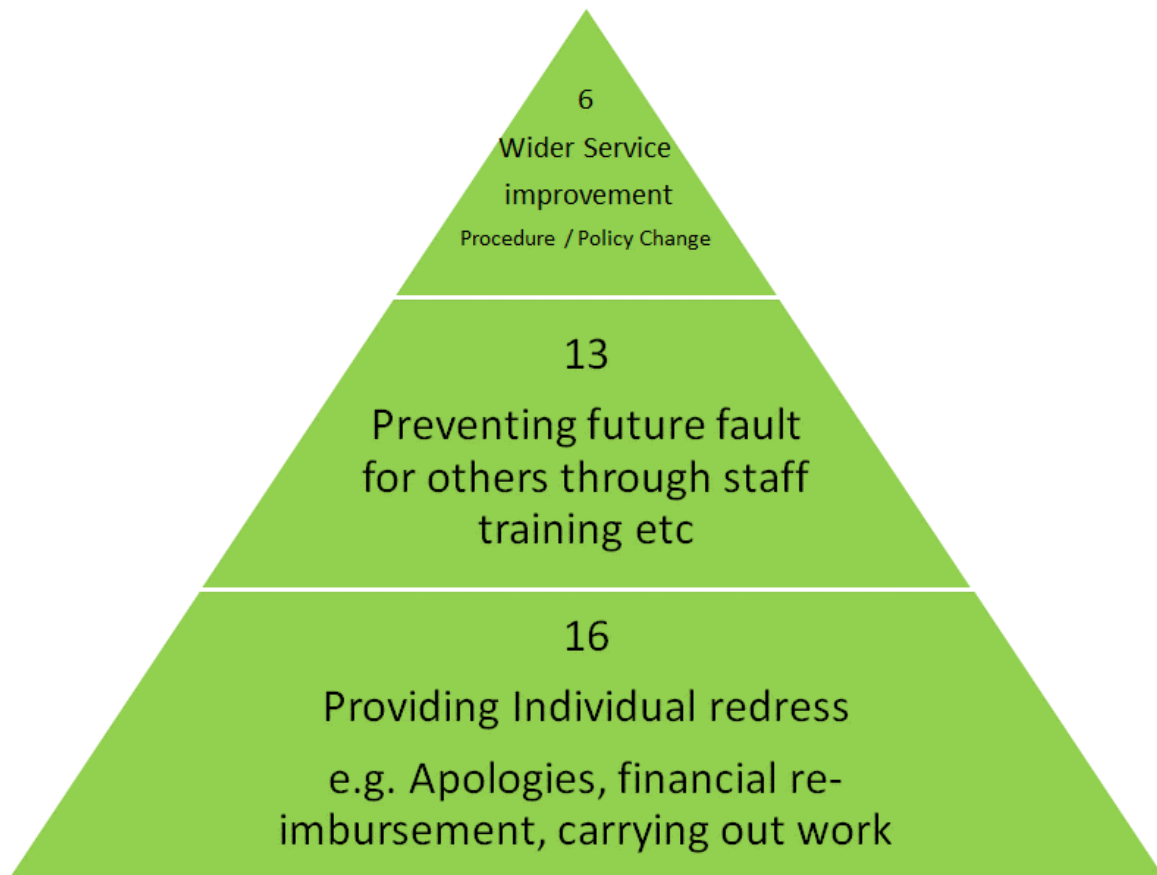 6
Wider Service
improvement
Procedure / Policy Change
13
Preventing future fault
for others through staff
training etc
16
Providing Individual redress
e.g. Apologies, financial re-
imbursement, carrying out work